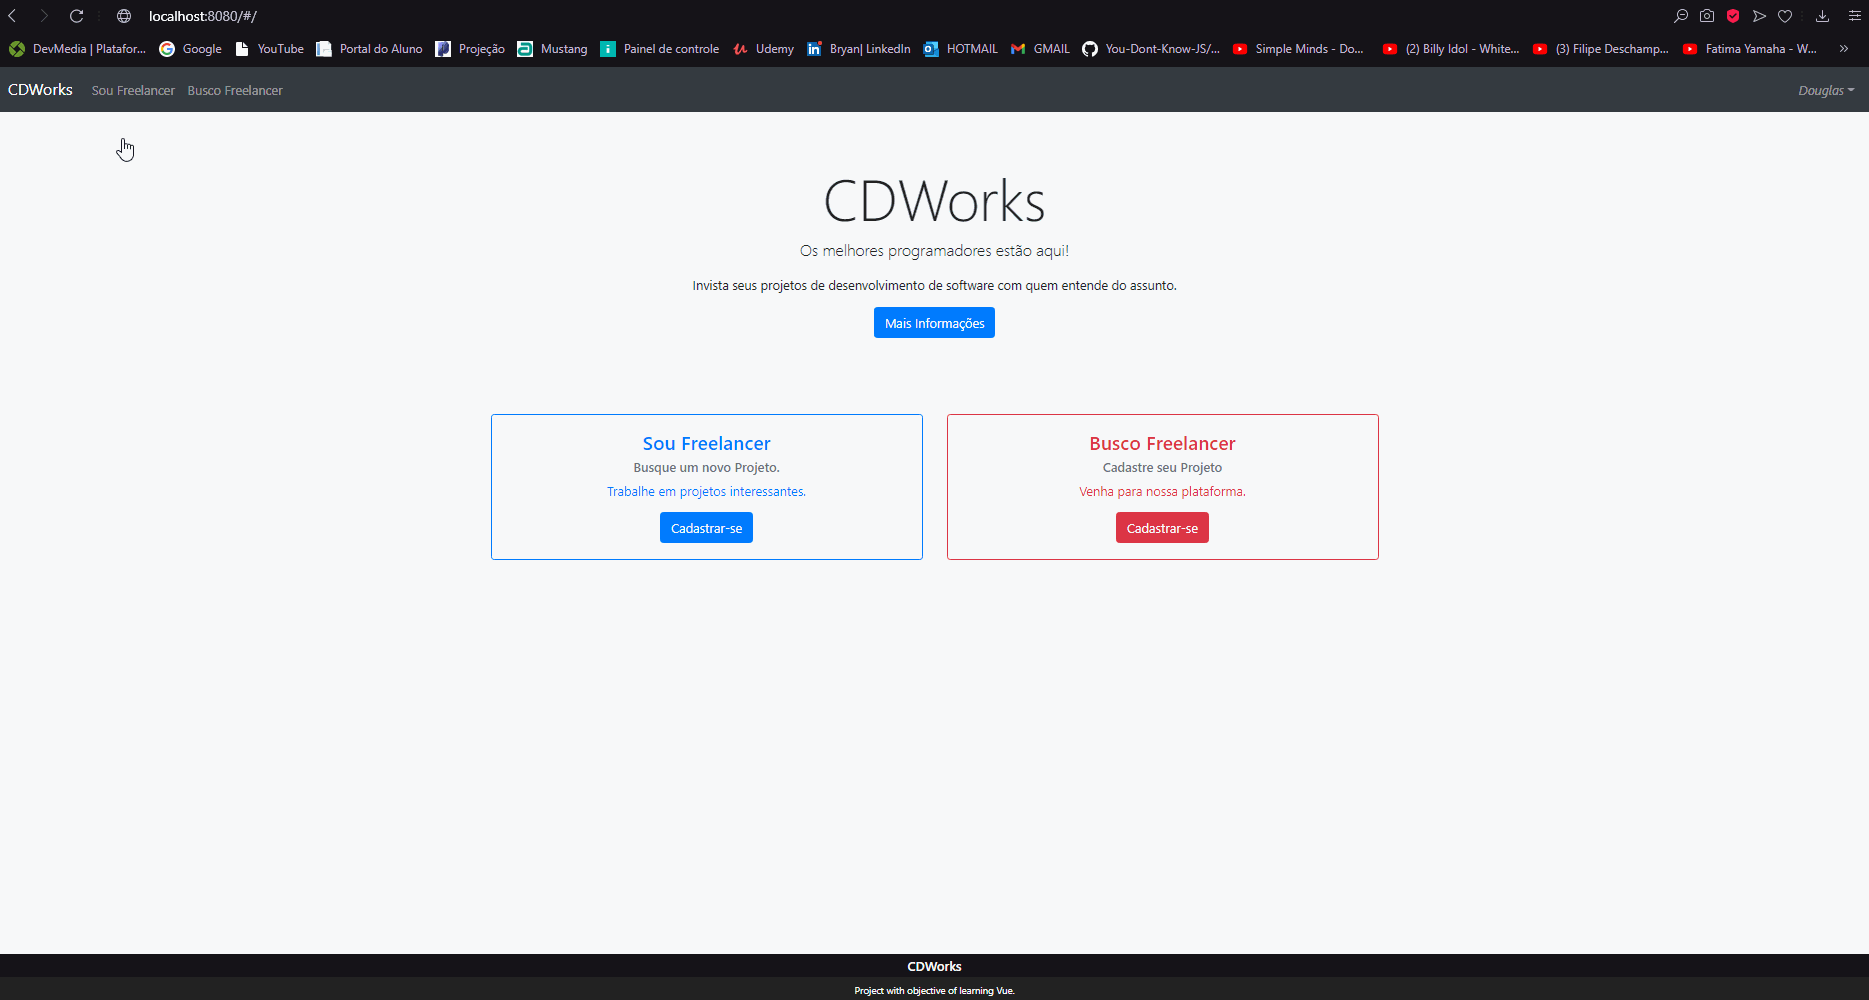 localhost:8080/#/
DevMedia | Platafor... Google YouTube Portal do Aluno Projeção Mustang Painel de controle Udemy Bryan| LinkedIn HOTMAIL GMAIL You-Dont-Know-JS/... Simple Minds - Do... (2) Billy Idol - White... (3) Filipe Deschamp... Fatima Yamaha - W... »
CDWorks Sou Freelancer Busco Freelancer Douglas
CDWorks
Os melhores programadores estão aqui!
Invista seus projetos de desenvolvimento de software com quem entende do assunto.
Mais Informações
Sou Freelancer
Busque um novo Projeto.
Trabalhe em projetos interessantes.
Cadastrar-se
Busco Freelancer
Cadastre seu Projeto
Venha para nossa plataforma.
Cadastrar-se
CDWorks
Project with objective of learning Vue.